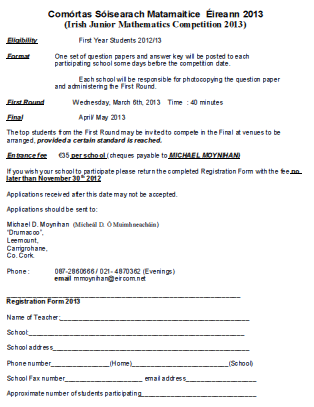 Comórtas Sóisearach Matamaitice Éireann 2013
(Irish Junior Mathematics Competition 2013)
Eligibility First Year Students 2012/13
Format One set of question papers and answer key will be posted to each
participating school some days before the competition date.
Each school will be responsible for photocopying the question paper
and administering the First Round.
First Round Wednesday, March 6th, 2013 Time : 40 minutes
Final April/ May 2013
The top students from the First Round may be invited to compete in the Final at venues to be
arranged, provided a certain standard is reached.
Entrance fee €35 per school (cheques payable to MICHAEL MOYNIHAN)
If you wish your school to participate please return the completed Registration Form with the fee no
later than November 30th 2012
Applications received after this date may not be accepted.
Applications should be sent to:
Michael D. Moynihan (Micheál D. Ó Muimhneacháin)
"Drumacoo",
Leemount,
Carrigrohane,
Co. Cork.
Phone : 087-2860666 / 021- 4870362 (Evenings)
email mmoynihan@eircom.net
Registration Form 2013
Name of Teacher:
School:
School address
Phone number (Home) (School)
School Fax number email address
Approximate number of students participating